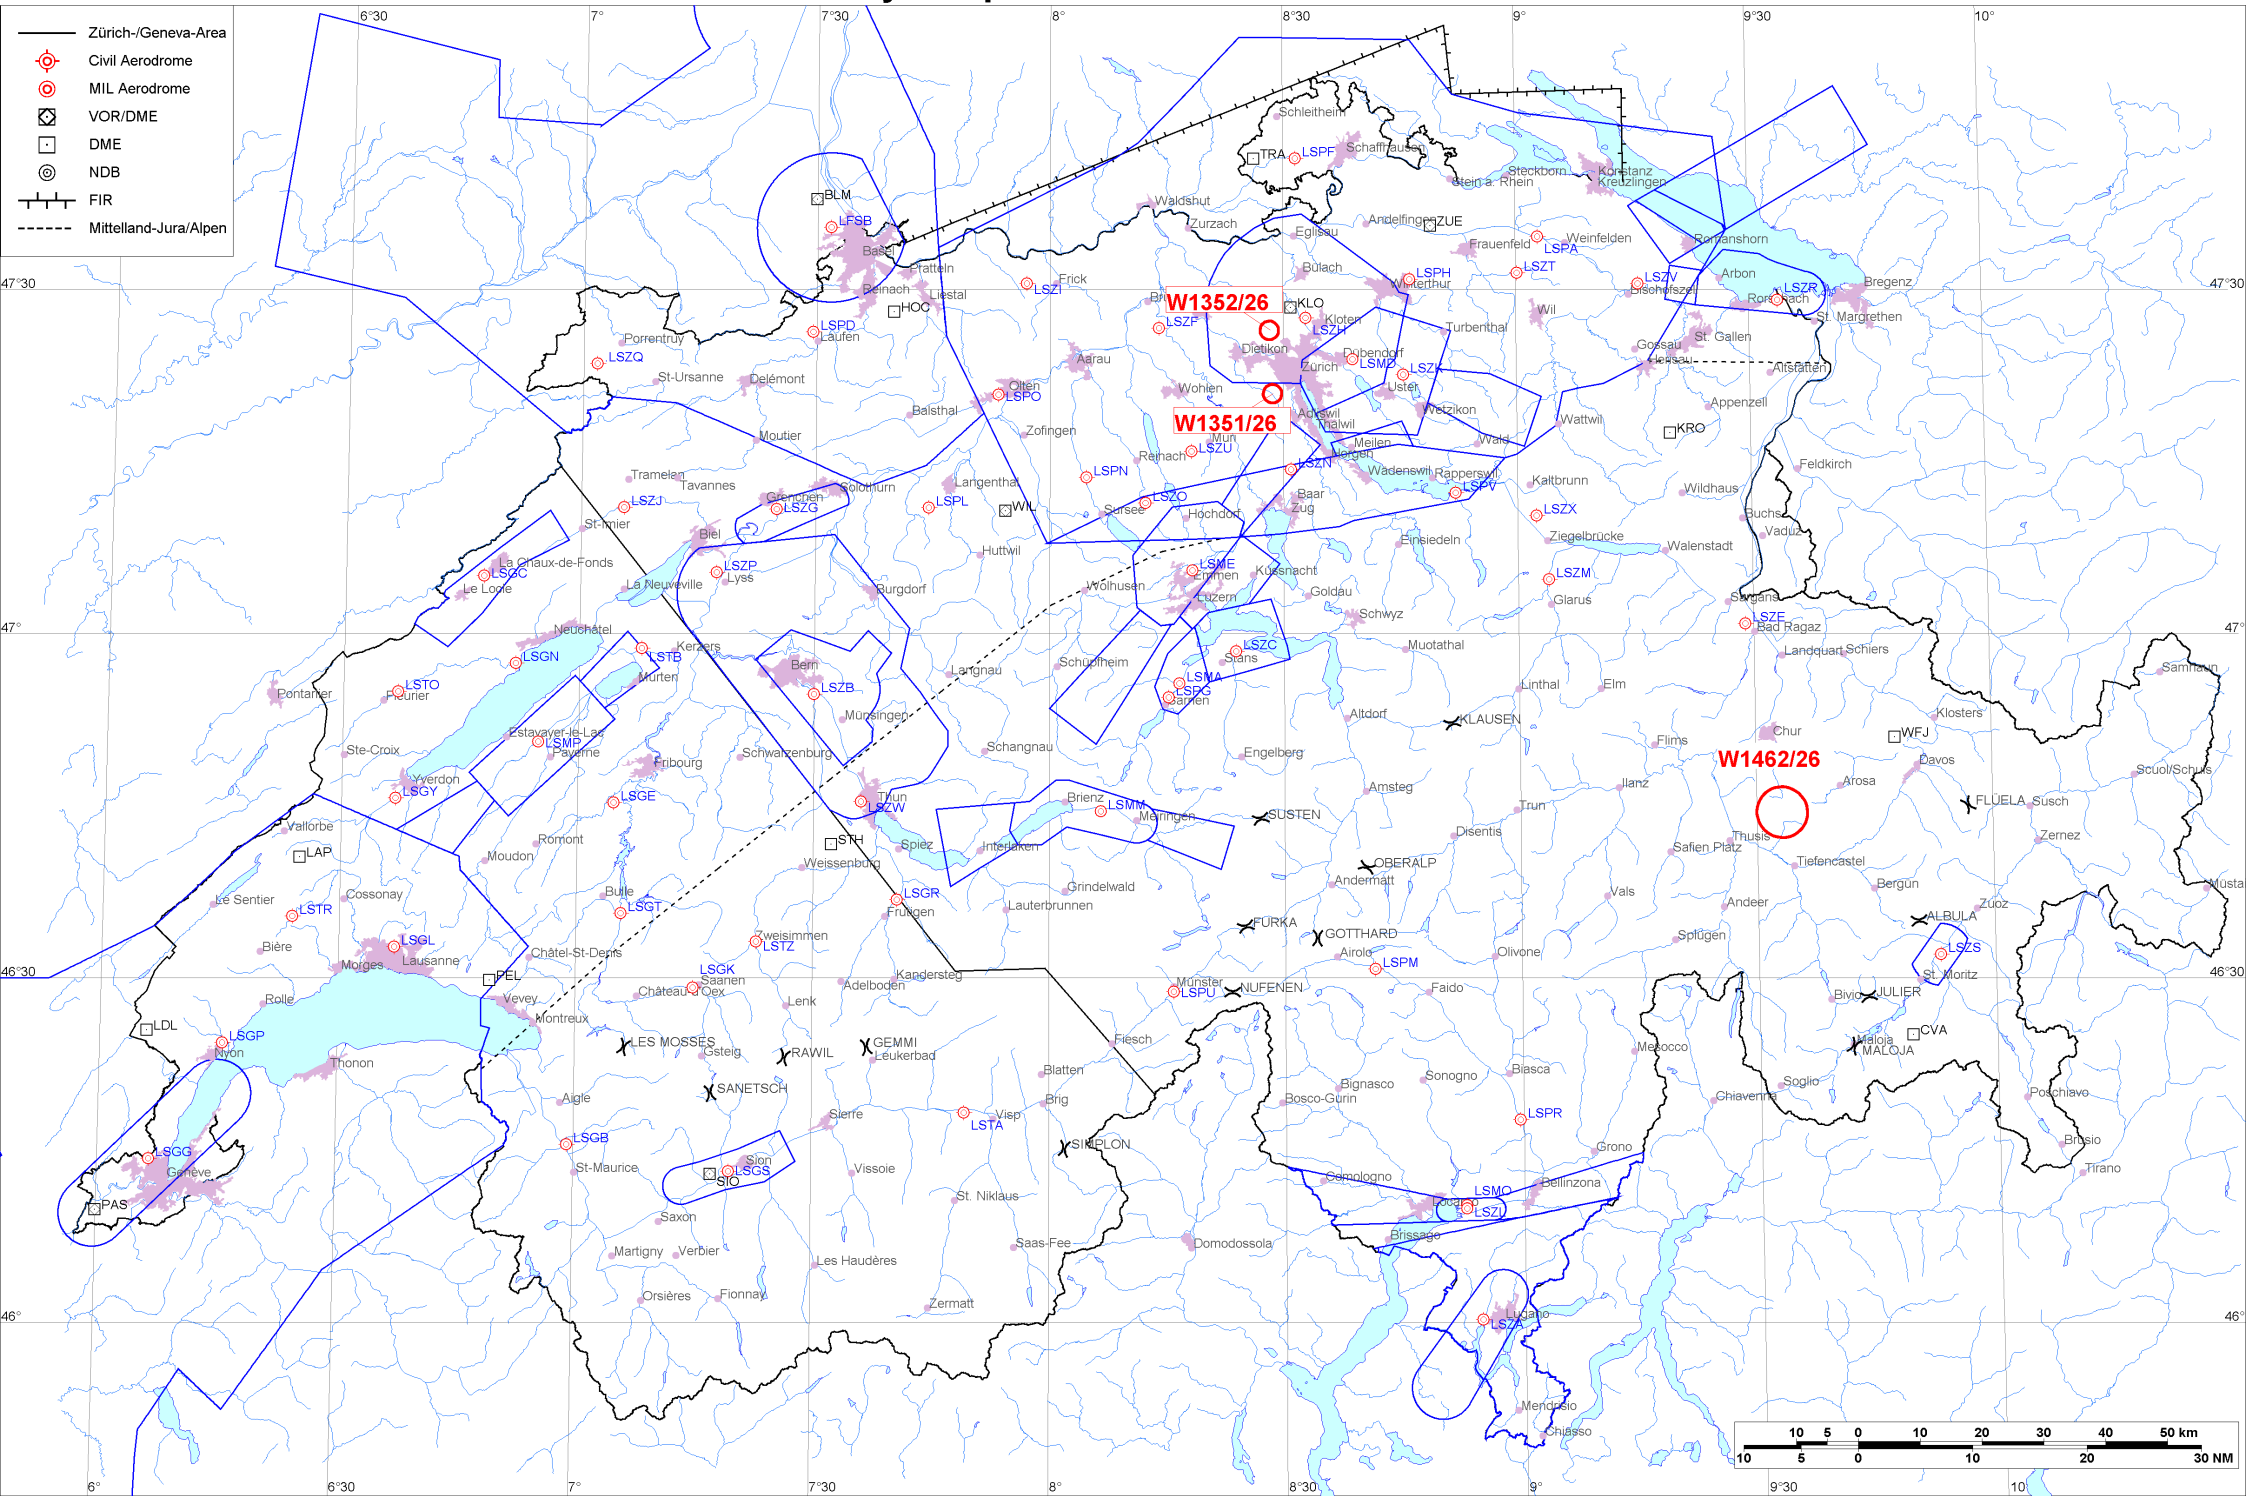 6°30
7°
7°30
8°
8°30
9°
9°30
10°
Zürich-/Geneva-Area
Civil Aerodrome
MIL Aerodrome
VOR/DME
DME
NDB
FIR
Mittelland-Jura/Alpen
Schleitheim
TRA
LSPF
Schaffhausen
Stein a. Rhein
Steckborn
Konstanz
Kreuzlingen
BLM
LFSB
Basel
Waldshut
Zurzach
Eglisau
Andelfingen
ZUE
Frauenfeld
LSPA
Weinfelden
Romanshorn
Pratteln
Reinach
Liestal
HOC
LSZI
Frick
Bülach
LSPH
Winterthur
LSZT
LSZV
Bischofszell
Arbon
LSZR
Rorschach
Bregenz
St. Margrethen
47°30
47°30
W1352/26
KLO
Kloten
LSZH
LSZF
Wil
Turbenthal
St. Gallen
Gossau
Herisau
Altstätten
Porrentruy
LSPD
Laufen
LSZQ
St-Ursanne
Delémont
Aarau
Dietikon
Zürich
Dübendorf
LSMD
LSZK
Uster
Wetzikon
Olten
LSPO
Wohlen
Balsthal
Zofingen
W1351/26
Adliswil
Thalwil
Meilen
Horgen
Wald
Wattwil
Appenzell
KRO
Moutier
Tramelan
Tavannes
Reinach
Muri
LSZU
LSPN
LSZN
Wädenswil
Rapperswil
LSPV
Kaltbrunn
Wildhaus
Feldkirch
LSZJ
St-Imier
Grenchen
LSZG
Solothurn
Langenthal
LSPL
WIL
LSZO
Sursee
Hochdorf
Baar
Zug
LSZX
Buchs
Vaduz
Biel
Huttwil
Einsiedeln
Ziegelbrücke
Walenstadt
La Chaux-de-Fonds
LSGC
Le Locle
La Neuveville
LSZP
Lyss
Burgdorf
Wolhusen
LSME
Emmen
Küssnacht
Luzern
Goldau
Schwyz
LSZM
Glarus
Sargans
LSZE
Bad Ragaz
47°
47°
Neuchâtel
LSGN
LSTB
Kerzers
Murten
Bern
LSZB
Langnau
Schüpfheim
LSZC
Stans
Muotathal
Landquart
Schiers
Samnaun
Pontarlier
LSTO
Fleurier
Münsingen
LSMA
LSPG
Sarnen
Linthal
Elm
Altdorf
KLAUSEN
Klosters
Ste-Croix
Estavayer-le-Lac
LSMP
Payerne
Schwarzenburg
Schangnau
Engelberg
Flims
Chur
WFJ
Davos
W1462/26
Fribourg
Yverdon
LSGY
LSGE
Thun
LSZW
Brienz
LSMM
Meiringen
SUSTEN
Amsteg
Trun
Ilanz
Arosa
FLÜELA
Susch
Scuol/Schuls
Vallorbe
LAP
Romont
Moudon
STH
Spiez
Interlaken
Weissenburg
Disentis
Safien Platz
Thusis
Tiefencastel
Zernez
OBERALP
Andermatt
Vals
Bergün
Le Sentier
Cossonay
LSTR
Bulle
LSGT
LSGR
Frutigen
Grindelwald
Lauterbrunnen
FURKA
GOTTHARD
Andeer
ALBULA
Zuoz
Bière
LSGL
Lausanne
Morges
Châtel-St-Denis
Zweisimmen
LSTZ
Airolo
LSPM
Olivone
Splügen
LSZS
St. Moritz
46°30
46°30
PEL
LSGK
Saanen
Château-d'Oex
Adelboden
Kandersteg
Lenk
Münster
LSPU
NUFENEN
Faido
Bivio
JULIER
Rolle
Vevey
Montreux
LDL
LSGP
Nyon
Thonon
LES MOSSES
Gsteig
RAWIL
GEMMI
Leukerbad
Fiesch
Mesocco
Maloja
MALOJA
CVA
Blatten
Brig
SANETSCH
Aigle
Bignasco
Sonogno
Biasca
Bosco-Gurin
Soglio
Chiavenna
Poschiavo
Sierre
LSTA
Visp
LSPR
LSGG
Genève
LSGB
St-Maurice
SIMPLON
Grono
Brusio
Tirano
Sion
LSGS
SIO
Vissoie
St. Niklaus
Comologno
LSMO
Bellinzona
Locarno
LSZL
PAS
Saxon
Martigny
Verbier
Les Haudères
Saas-Fee
Domodossola
Brissago
Orsières
Fionnay
Zermatt
46°
46°
Lugano
LSZA
Mendrisio
Chiasso
10 5 0 10 20 30 40 50 km
10 5 0 10 20 30 NM
6°
6°30
7°
7°30
8°
8°30
9°
9°30
10°